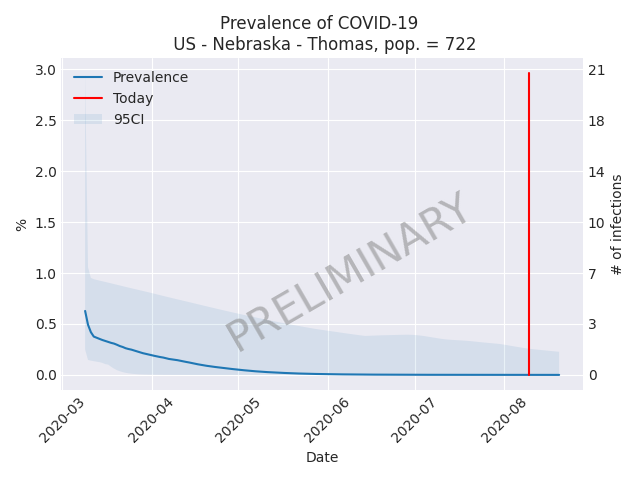 Prevalence of COVID-19
US - Nebraska - Thomas, pop. = 722
3.0
2.5
2.0
1.5
1.0
0.5
0.0
%
Prevalence
Today
95CI
PRELIMINARY
21
18
14
10
7
3
0
# of infections
2020-03
2020-04
2020-05
2020-06
2020-07
2020-08
Date